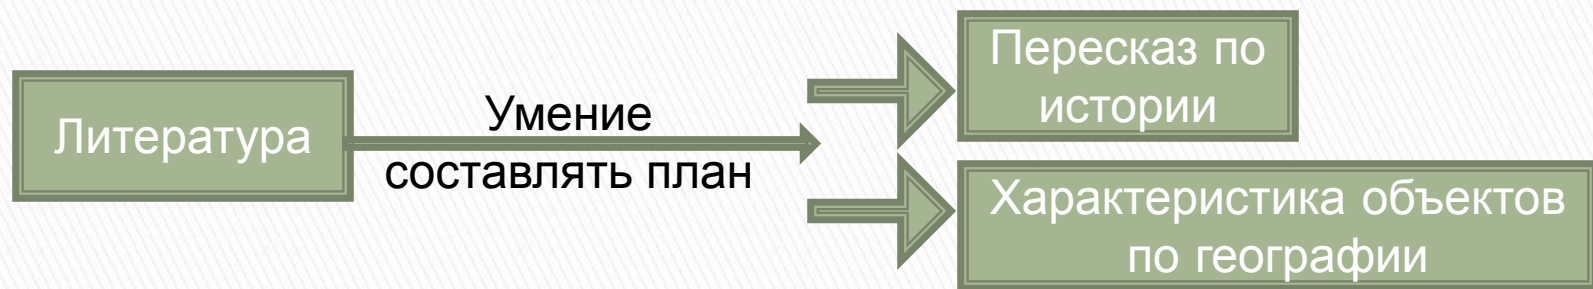 Литература
Умение
составлять план
Пересказ по
истории
Характеристика объектов
по географии